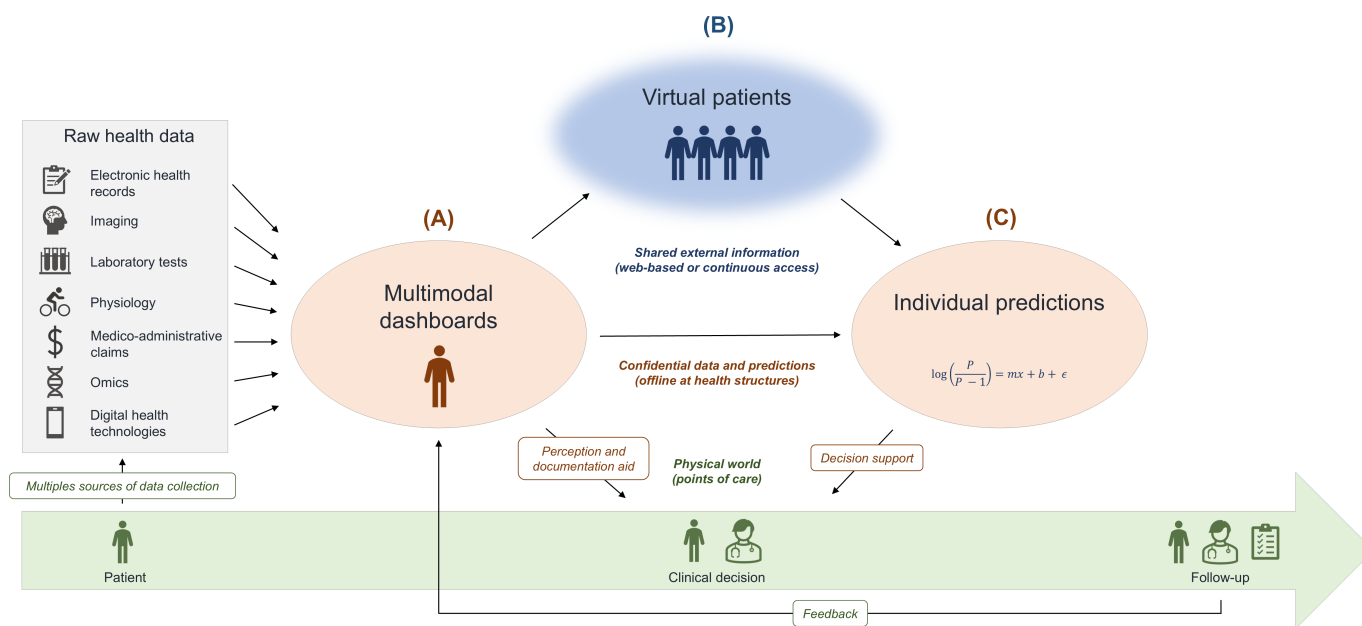 (B)
Virtual patients
Raw health data
Electronic health
records
Imaging
Laboratory tests
Physiology
Medico-administrative
claims
Omics
Digital health
technologies
Multiples sources of data collection
(A)
Multimodal
dashboards
Shared external information
(web-based or continuous access)
Confidential data and predictions
(offline at health structures)
(C)
Individual predictions
log(P/(P − 1)) = mx + b + ϵ
Perception and
documentation aid
Physical world
(points of care)
Decision support
Patient
Clinical decision
Follow-up
Feedback